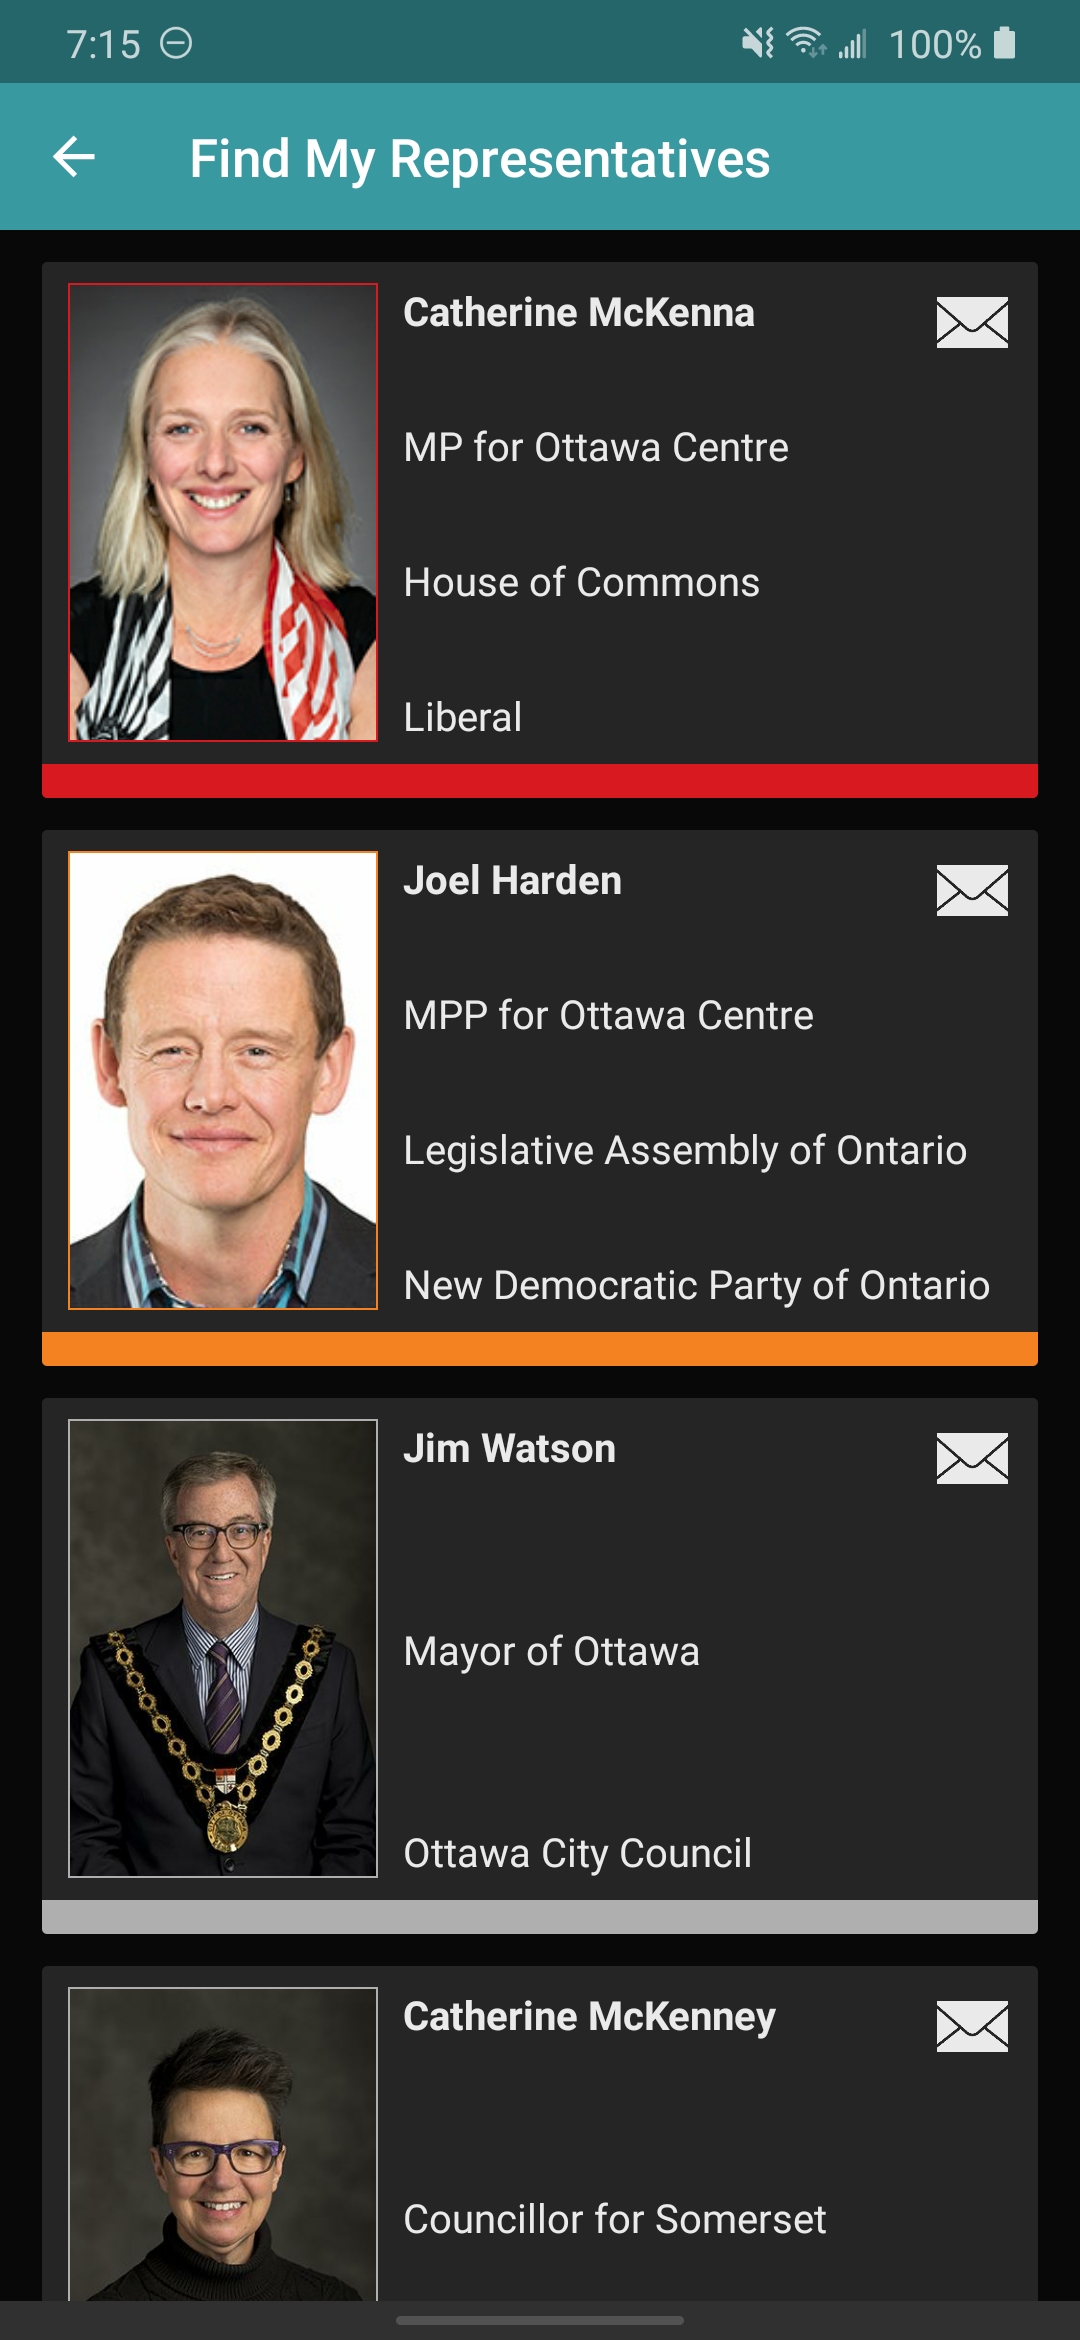 7:15
100%
Find My Representatives
Catherine McKenna
MP for Ottawa Centre
House of Commons
Liberal
Joel Harden
MPP for Ottawa Centre
Legislative Assembly of Ontario
New Democratic Party of Ontario
Jim Watson
Mayor of Ottawa
Ottawa City Council
Catherine McKenney
Councillor for Somerset